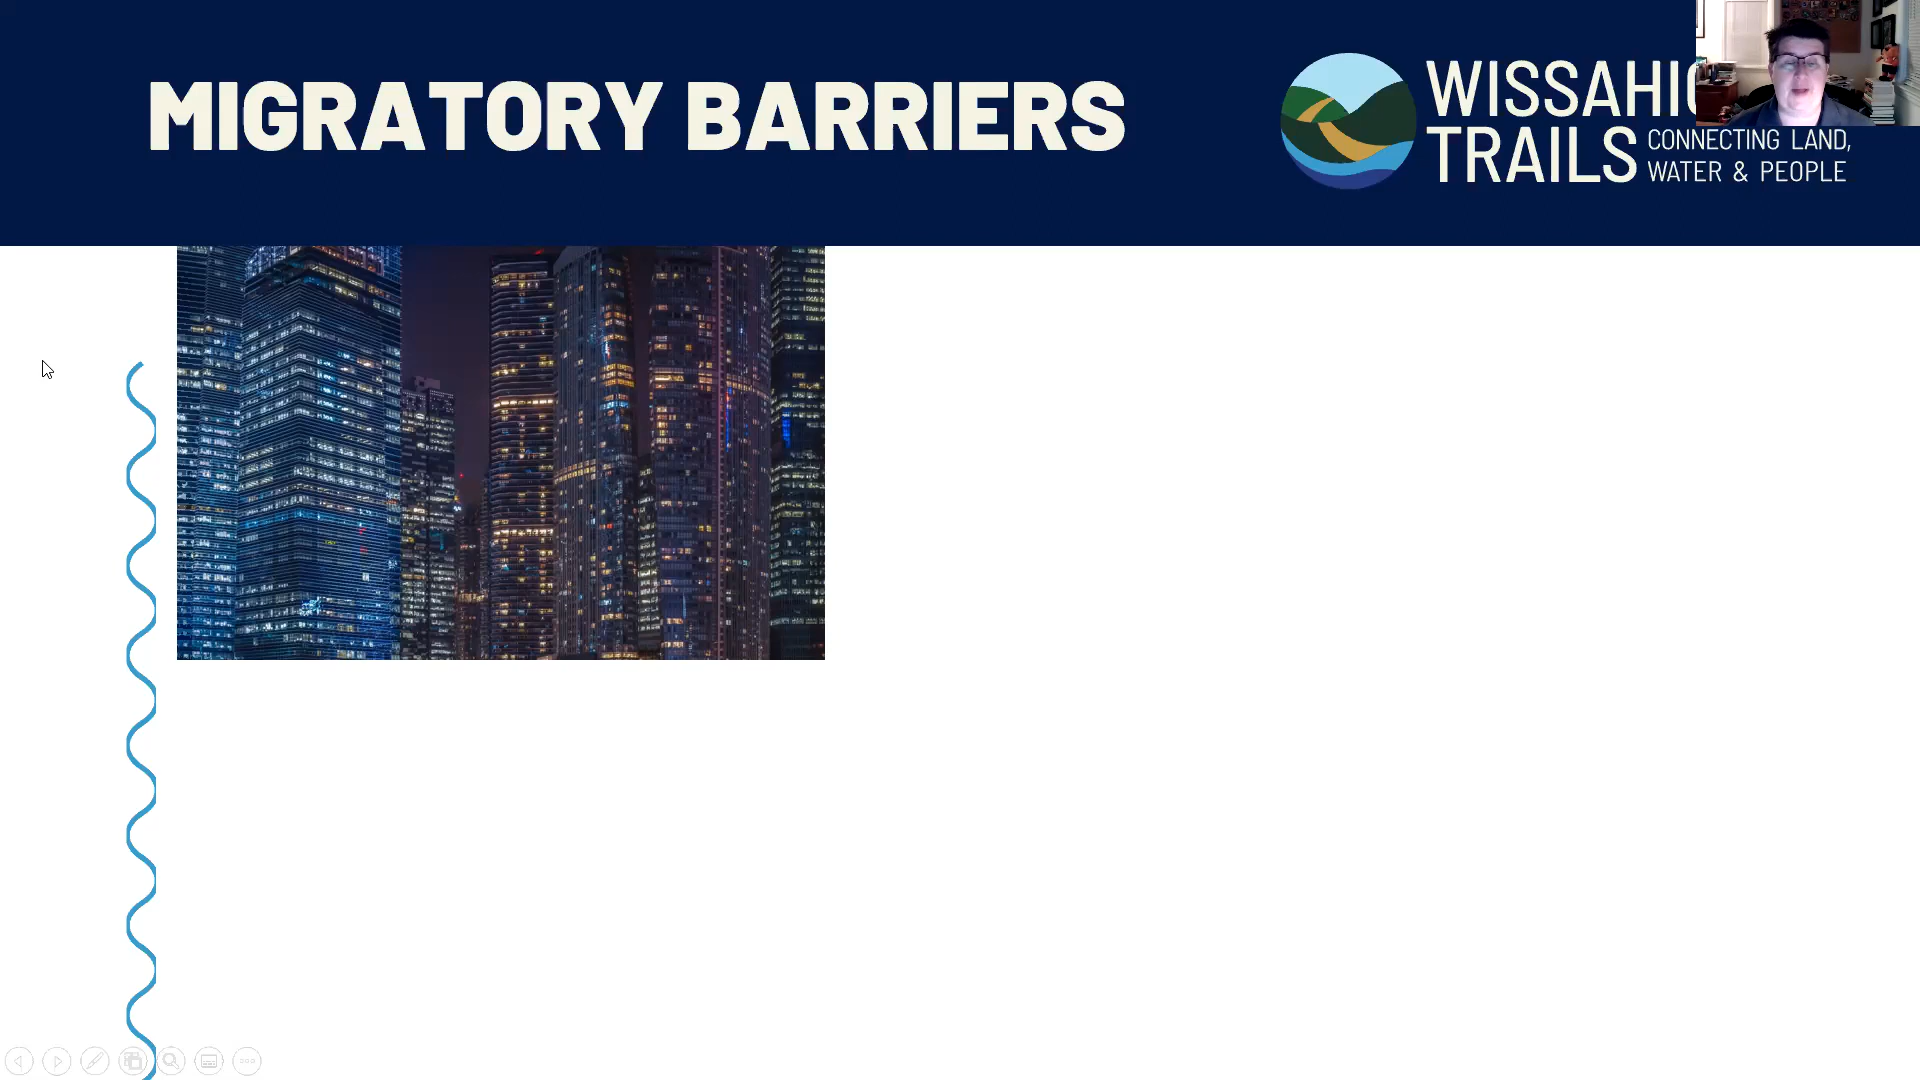 MIGRATORY BARRIERS
WISSAHIC
TRAILS
CONNECTING LAND,
WATER & PEOPLE